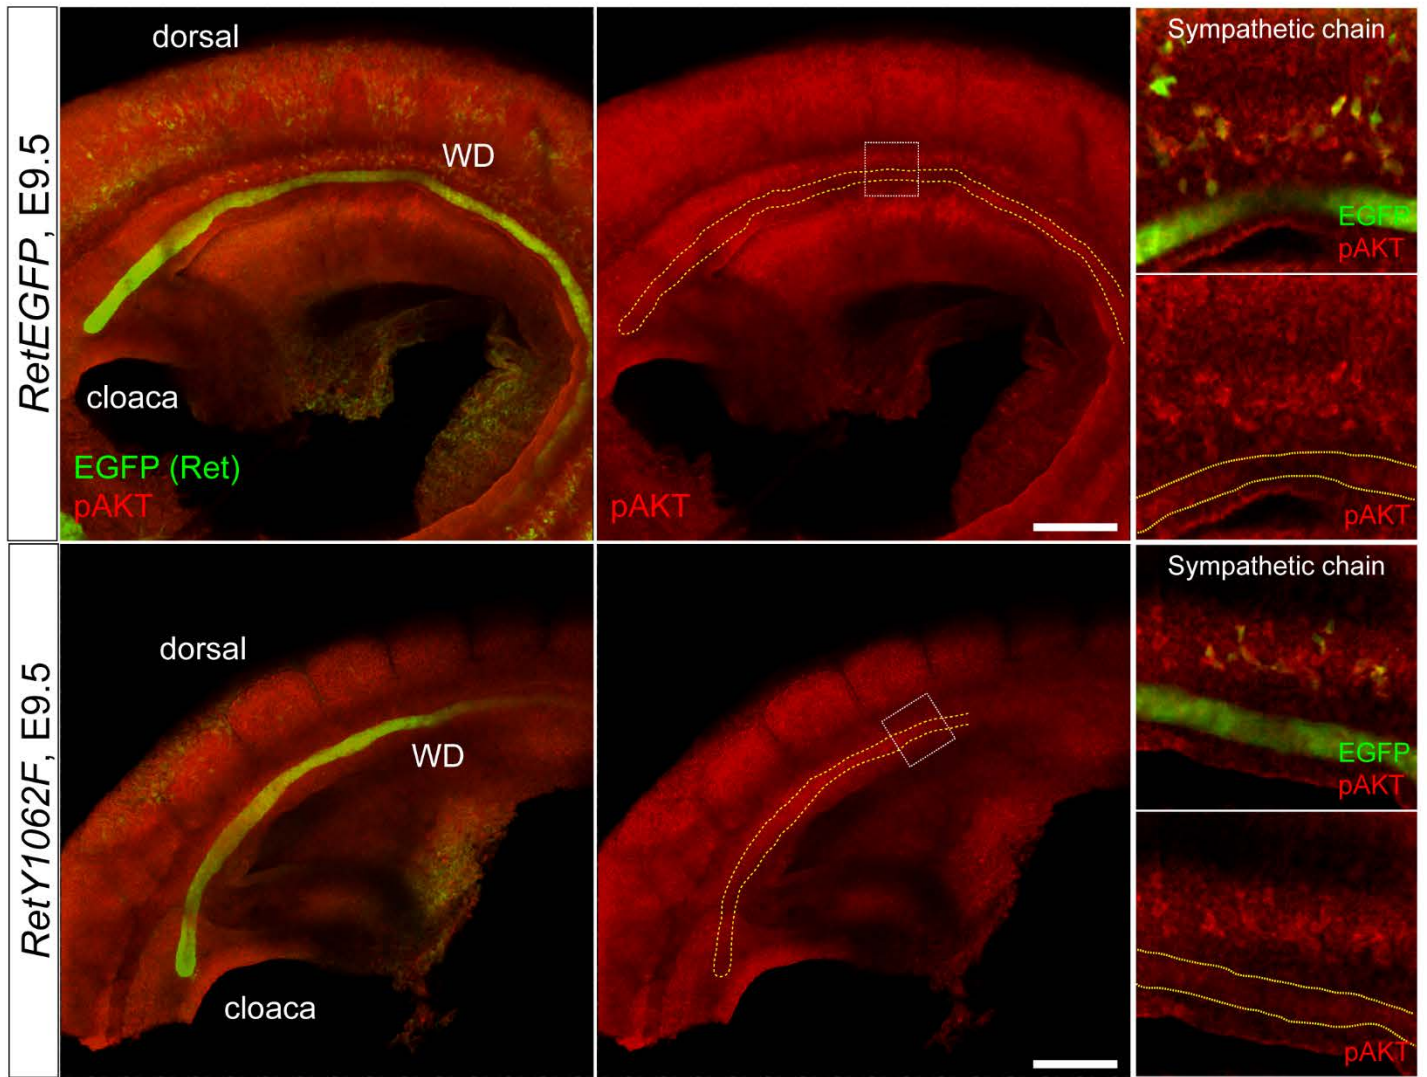 RetEGFP, E9.5
dorsal
WD
cloaca
EGFP (Ret)
pAKT
pAKT
Sympathetic chain
EGFP
pAKT
pAKT
RetY1062F, E9.5
dorsal
WD
cloaca
Sympathetic chain
EGFP
pAKT
pAKT